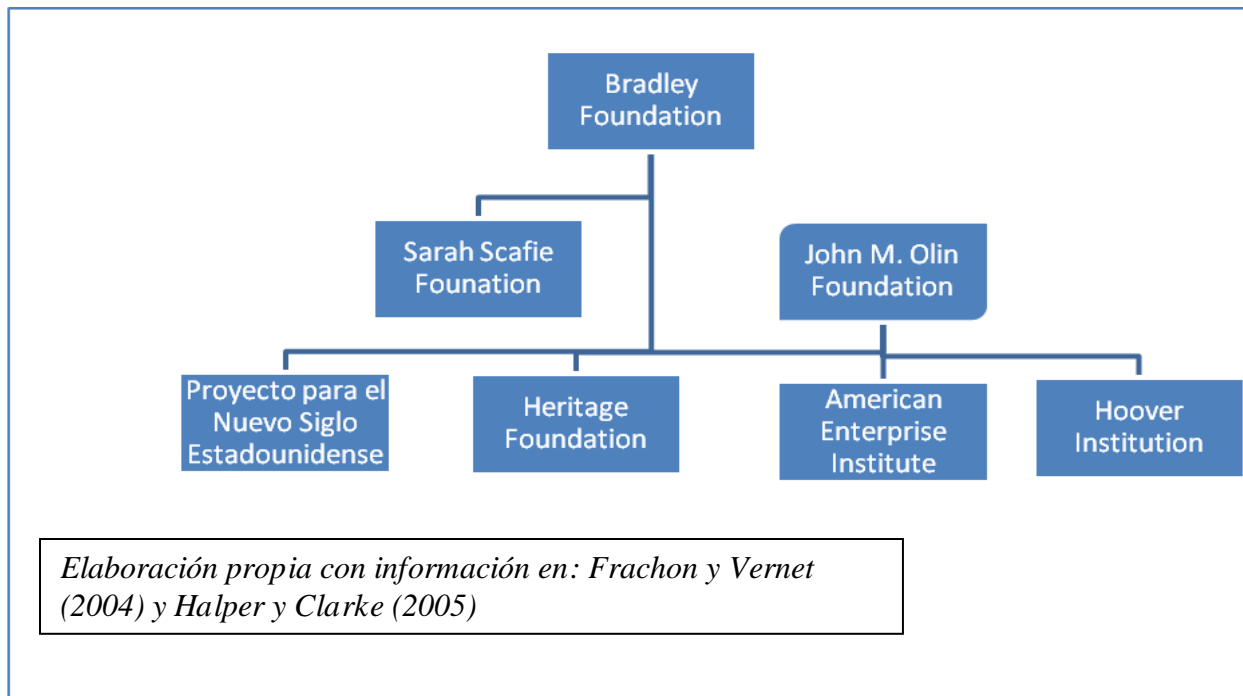 Bradley
Foundation
Sarah Scafie
Founation
John M. Olin
Foundation
Proyecto para el
Nuevo Siglo
Estadounidense
Heritage
Foundation
American
Enterprise
Institute
Hoover
Institution
Elaboración propia con información en: Frachon y Vernet
(2004) y Halper y Clarke (2005)